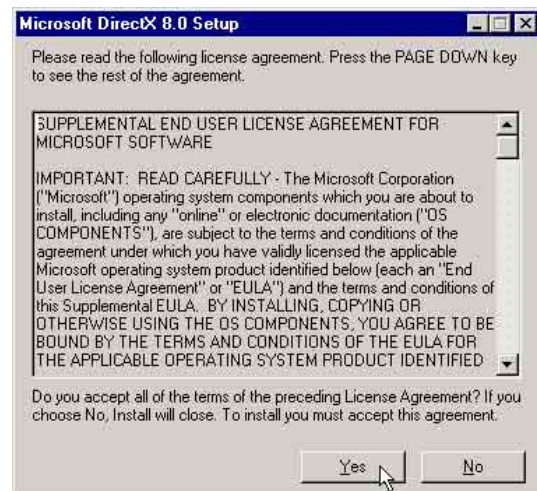 Microsoft DirectX 8.0 Setup
Please read the following license agreement. Press the PAGE DOWN key
to see the rest of the agreement.
SUPPLEMENTAL END USER LICENSE AGREEMENT FOR
MICROSOFT SOFTWARE
IMPORTANT: READ CAREFULLY - The Microsoft Corporation
("Microsoft") operating system components which you are about to
install, including any "online" or electronic documentation ("OS
COMPONENTS"), are subject to the terms and conditions of the
agreement under which you have validly licensed the applicable
Microsoft operating system product identified below (each an "End
User License Agreement" or "EULA") and the terms and conditions of
this Supplemental EULA. BY INSTALLING, COPYING OR
OTHERWISE USING THE OS COMPONENTS, YOU AGREE TO BE
BOUND BY THE TERMS AND CONDITIONS OF THE EULA FOR
THE APPLICABLE OPERATING SYSTEM PRODUCT IDENTIFIED
Do you accept all of the terms of the preceding License Agreement? If you
choose No, Install will close. To install you must accept this agreement.
Yes
No